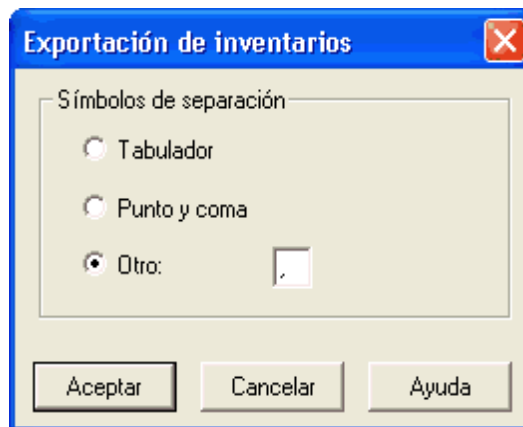 Exportación de inventarios
Símbolos de separación
Tabulador
Punto y coma
Otro: ,
Aceptar Cancelar Ayuda